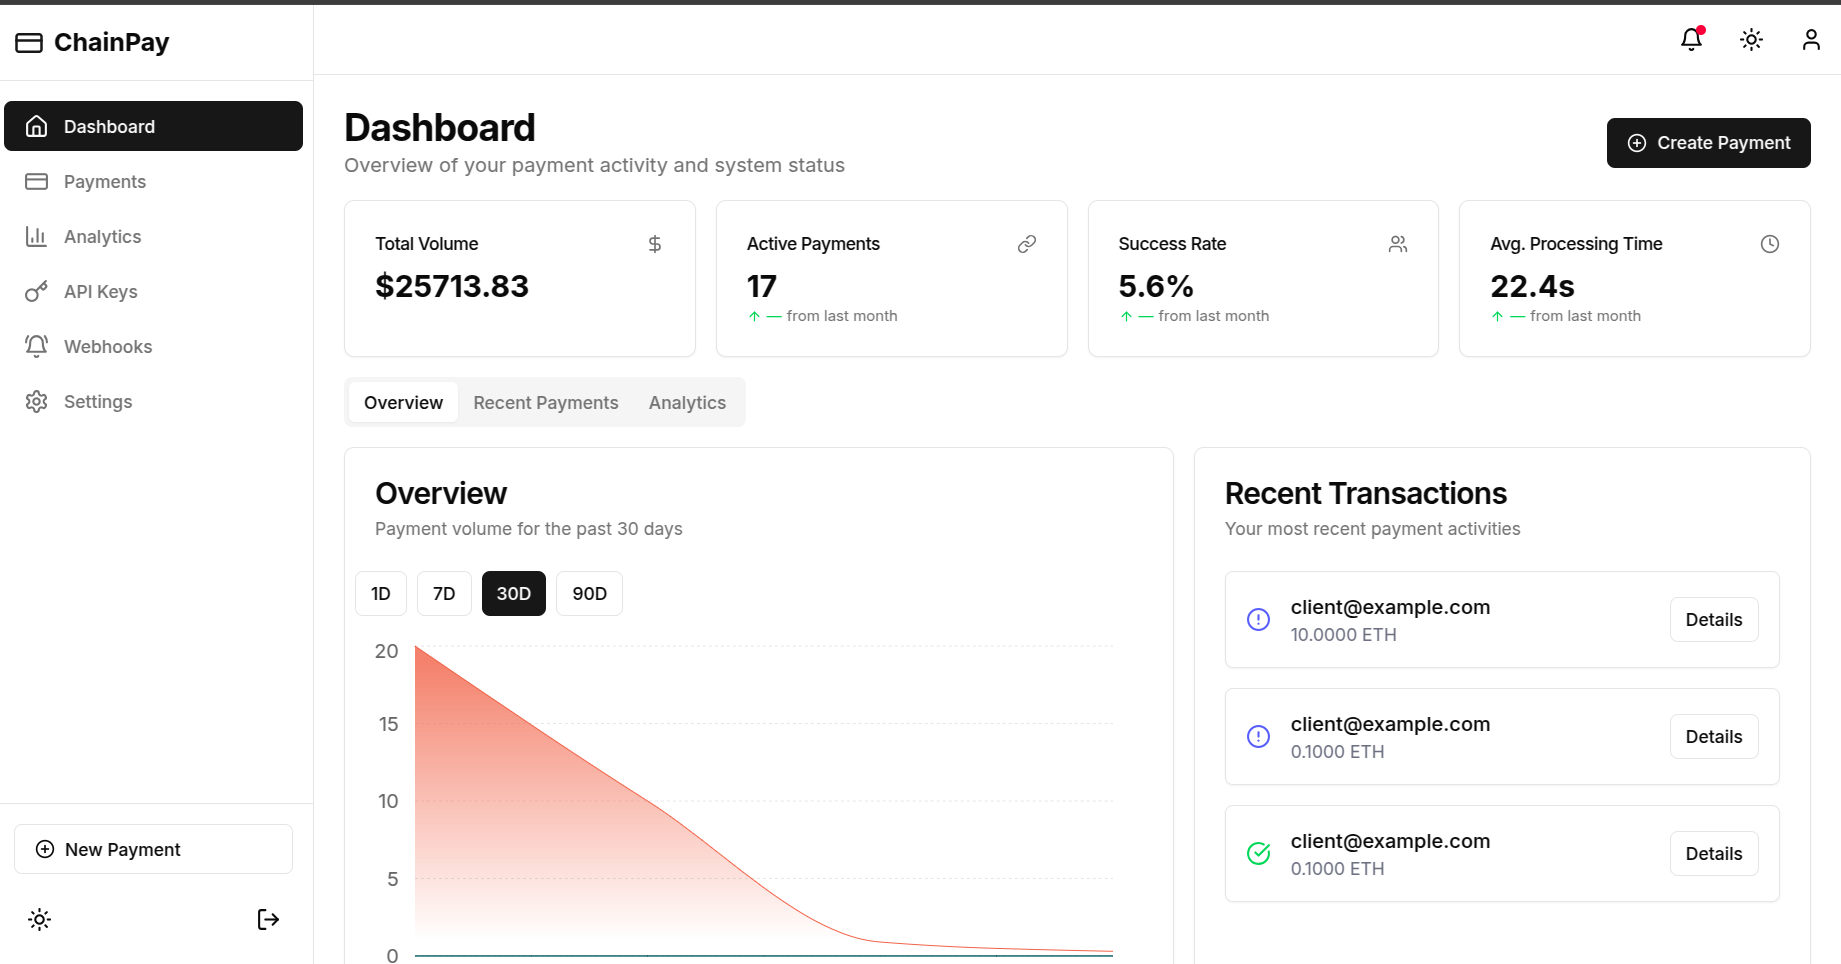 ChainPay
Dashboard
Payments
Analytics
API Keys
Webhooks
Settings
New Payment
Dashboard
Overview of your payment activity and system status
Create Payment
Total Volume
$25713.83
Active Payments
17
↑ — from last month
Success Rate
5.6%
↑ — from last month
Avg. Processing Time
22.4s
↑ — from last month
Overview Recent Payments Analytics
Overview
Payment volume for the past 30 days
1D 7D 30D 90D
20
15
10
5
0
Recent Transactions
Your most recent payment activities
client@example.com
10.0000 ETH
Details
client@example.com
0.1000 ETH
Details
client@example.com
0.1000 ETH
Details